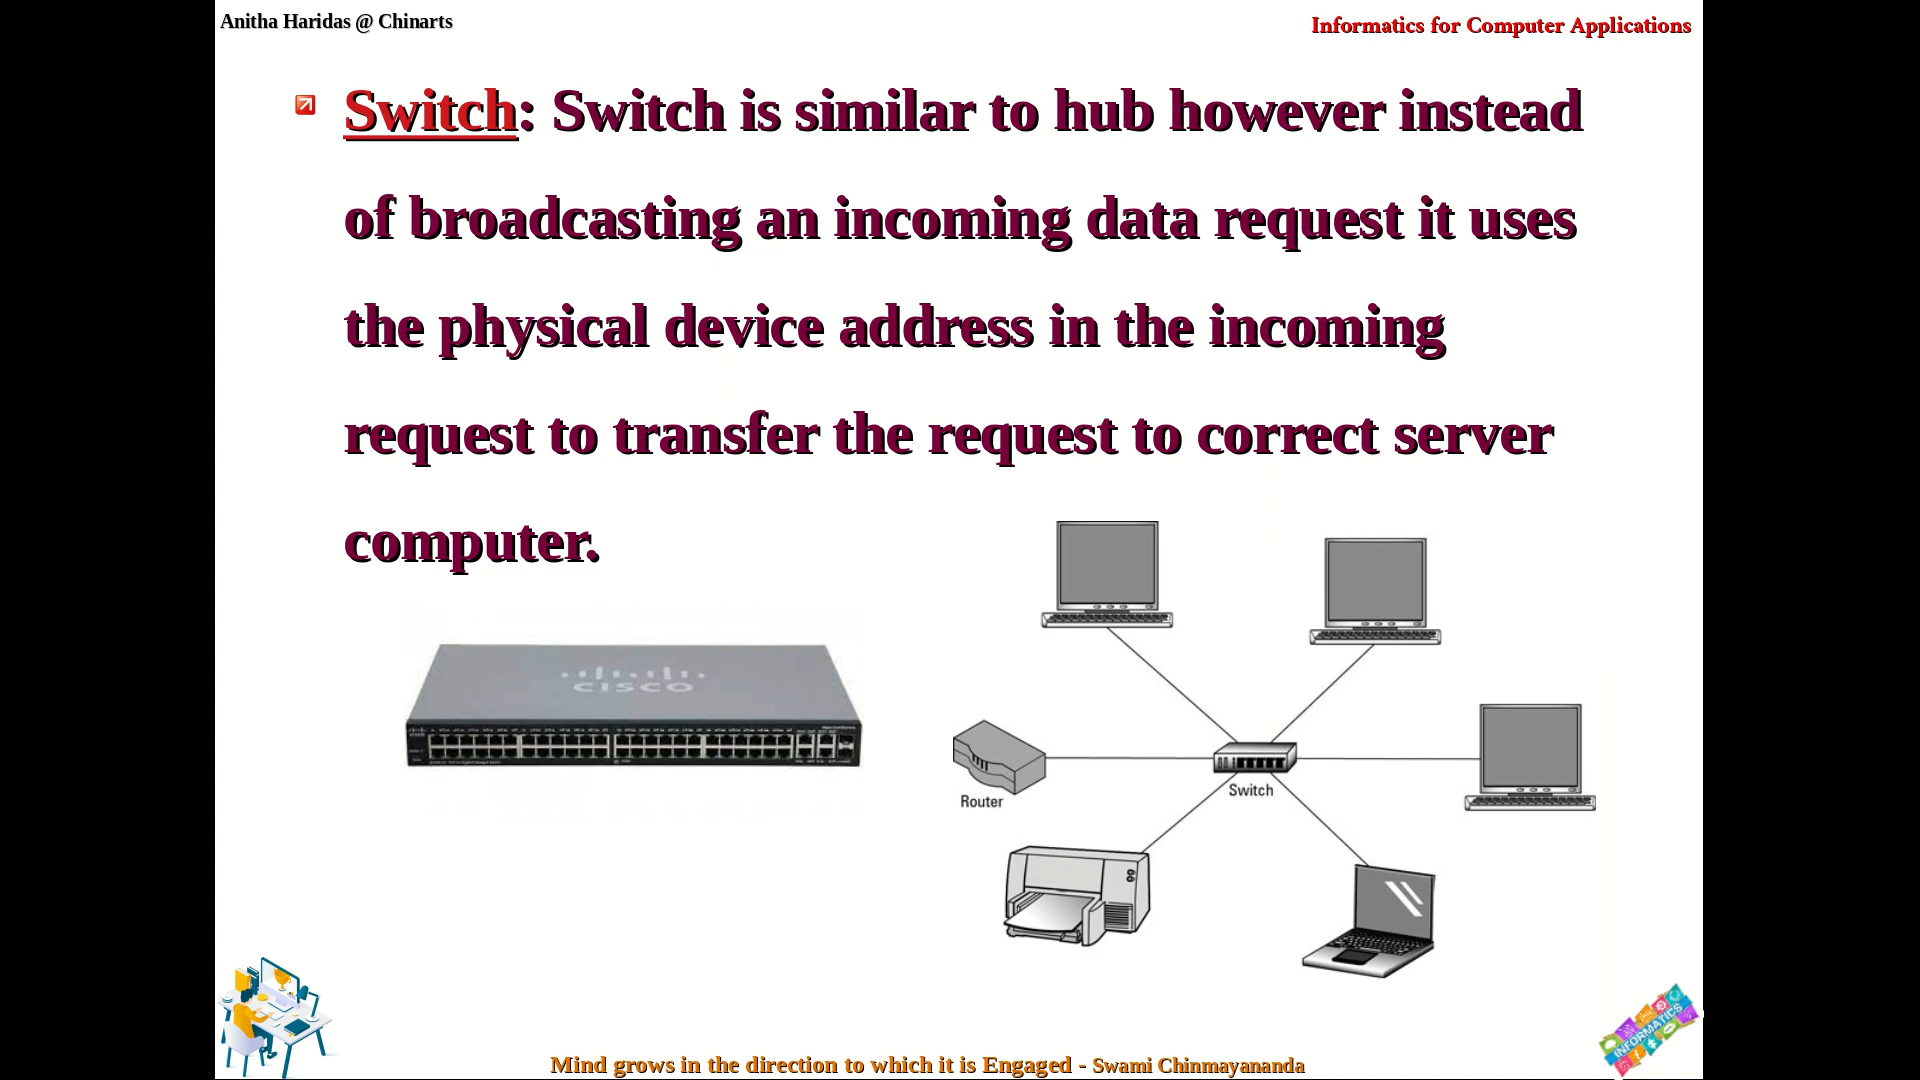 Anitha Haridas @ Chinarts
Informatics for Computer Applications
Switch: Switch is similar to hub however instead
of broadcasting an incoming data request it uses
the physical device address in the incoming
request to transfer the request to correct server
computer.
CISCO
Router
Switch
INFORMATICS
Mind grows in the direction to which it is Engaged - Swami Chinmayananda